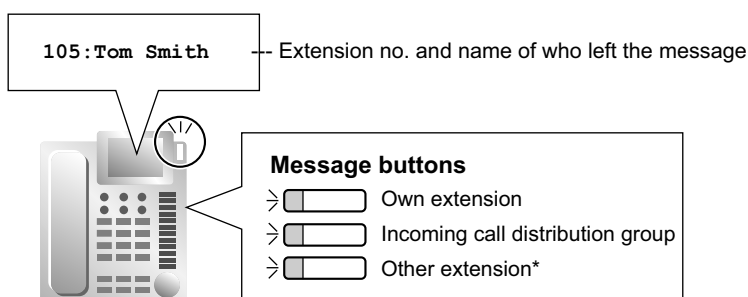 105:Tom Smith --- Extension no. and name of who left the message
Message buttons
Own extension
Incoming call distribution group
Other extension*